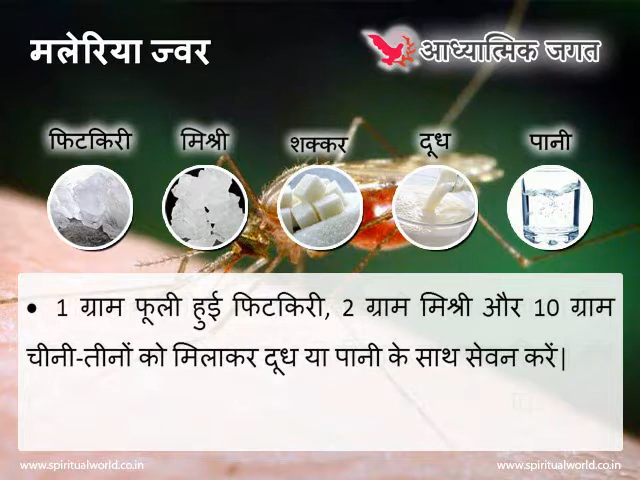 मलेरिया ज्वर
आध्यात्मिक जगत
फिटकिरी मिश्री शक्कर दूध पानी
• 1 ग्राम फूली हुई फिटकिरी, 2 ग्राम मिश्री और 10 ग्राम
चीनी-तीनों को मिलाकर दूध या पानी के साथ सेवन करें|
www.spiritualworld.co.in www.spiritualworld.co.in